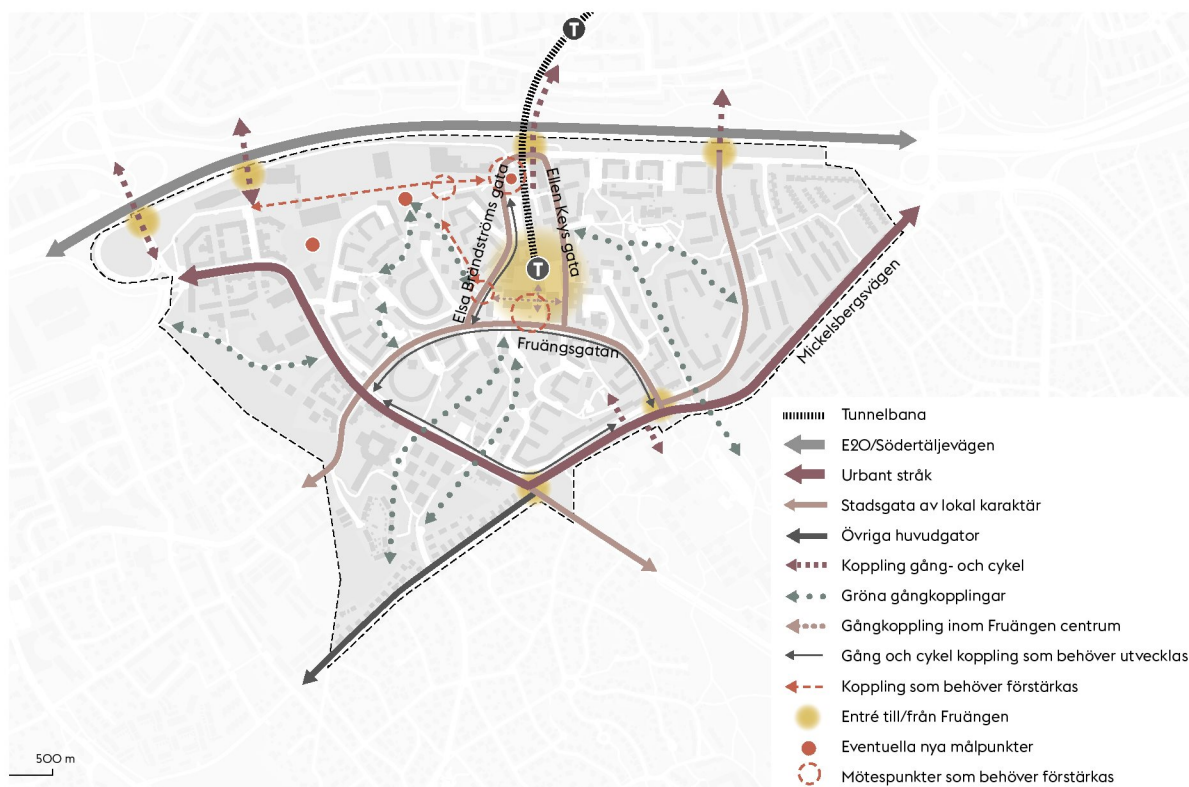 T
Elsa Brändströms gata
Ellen Keys gata
T
Fruängsgatan
Mickelsbergsvägen
Tunnelbana
E20/Södertäljevägen
Urbant stråk
Stadsgata av lokal karaktär
Övriga huvudgator
Koppling gång- och cykel
Gröna gångkopplingar
Gångkoppling inom Fruängen centrum
Gång och cykel koppling som behöver utvecklas
Koppling som behöver förstärkas
Entré till/från Fruängen
Eventuella nya målpunkter
Mötespunkter som behöver förstärkas
500 m